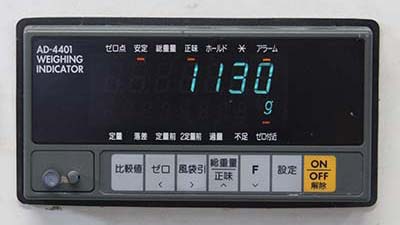 AD-4401
WEIGHING
INDICATOR
ゼロ点 安定 総重量 正味 ホールド ＊ アラーム
1130
g
定量 落差 定量前 2定量前 過量 不足 ゼロ付近
比較値 ゼロ 風袋引 総重量 F 設定 ON
正味 OFF
< > ^ ˅ 解除